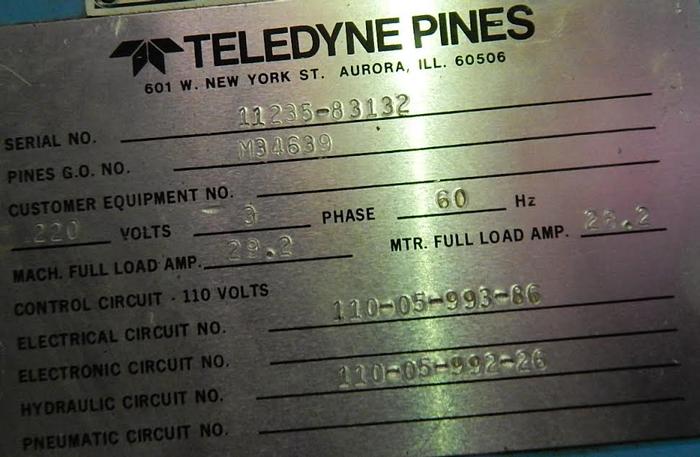 TELEDYNE PINES
601 W. NEW YORK ST. AURORA, ILL. 60506
SERIAL NO. 11235-83132
PINES G.O. NO. M34639
CUSTOMER EQUIPMENT NO.
220 VOLTS 3 PHASE 60 Hz
MACH. FULL LOAD AMP. 29.2 MTR. FULL LOAD AMP.
CONTROL CIRCUIT - 110 VOLTS
ELECTRICAL CIRCUIT NO. 110-05-993-86
ELECTRONIC CIRCUIT NO.
HYDRAULIC CIRCUIT NO. 110-05-992-26
PNEUMATIC CIRCUIT NO.